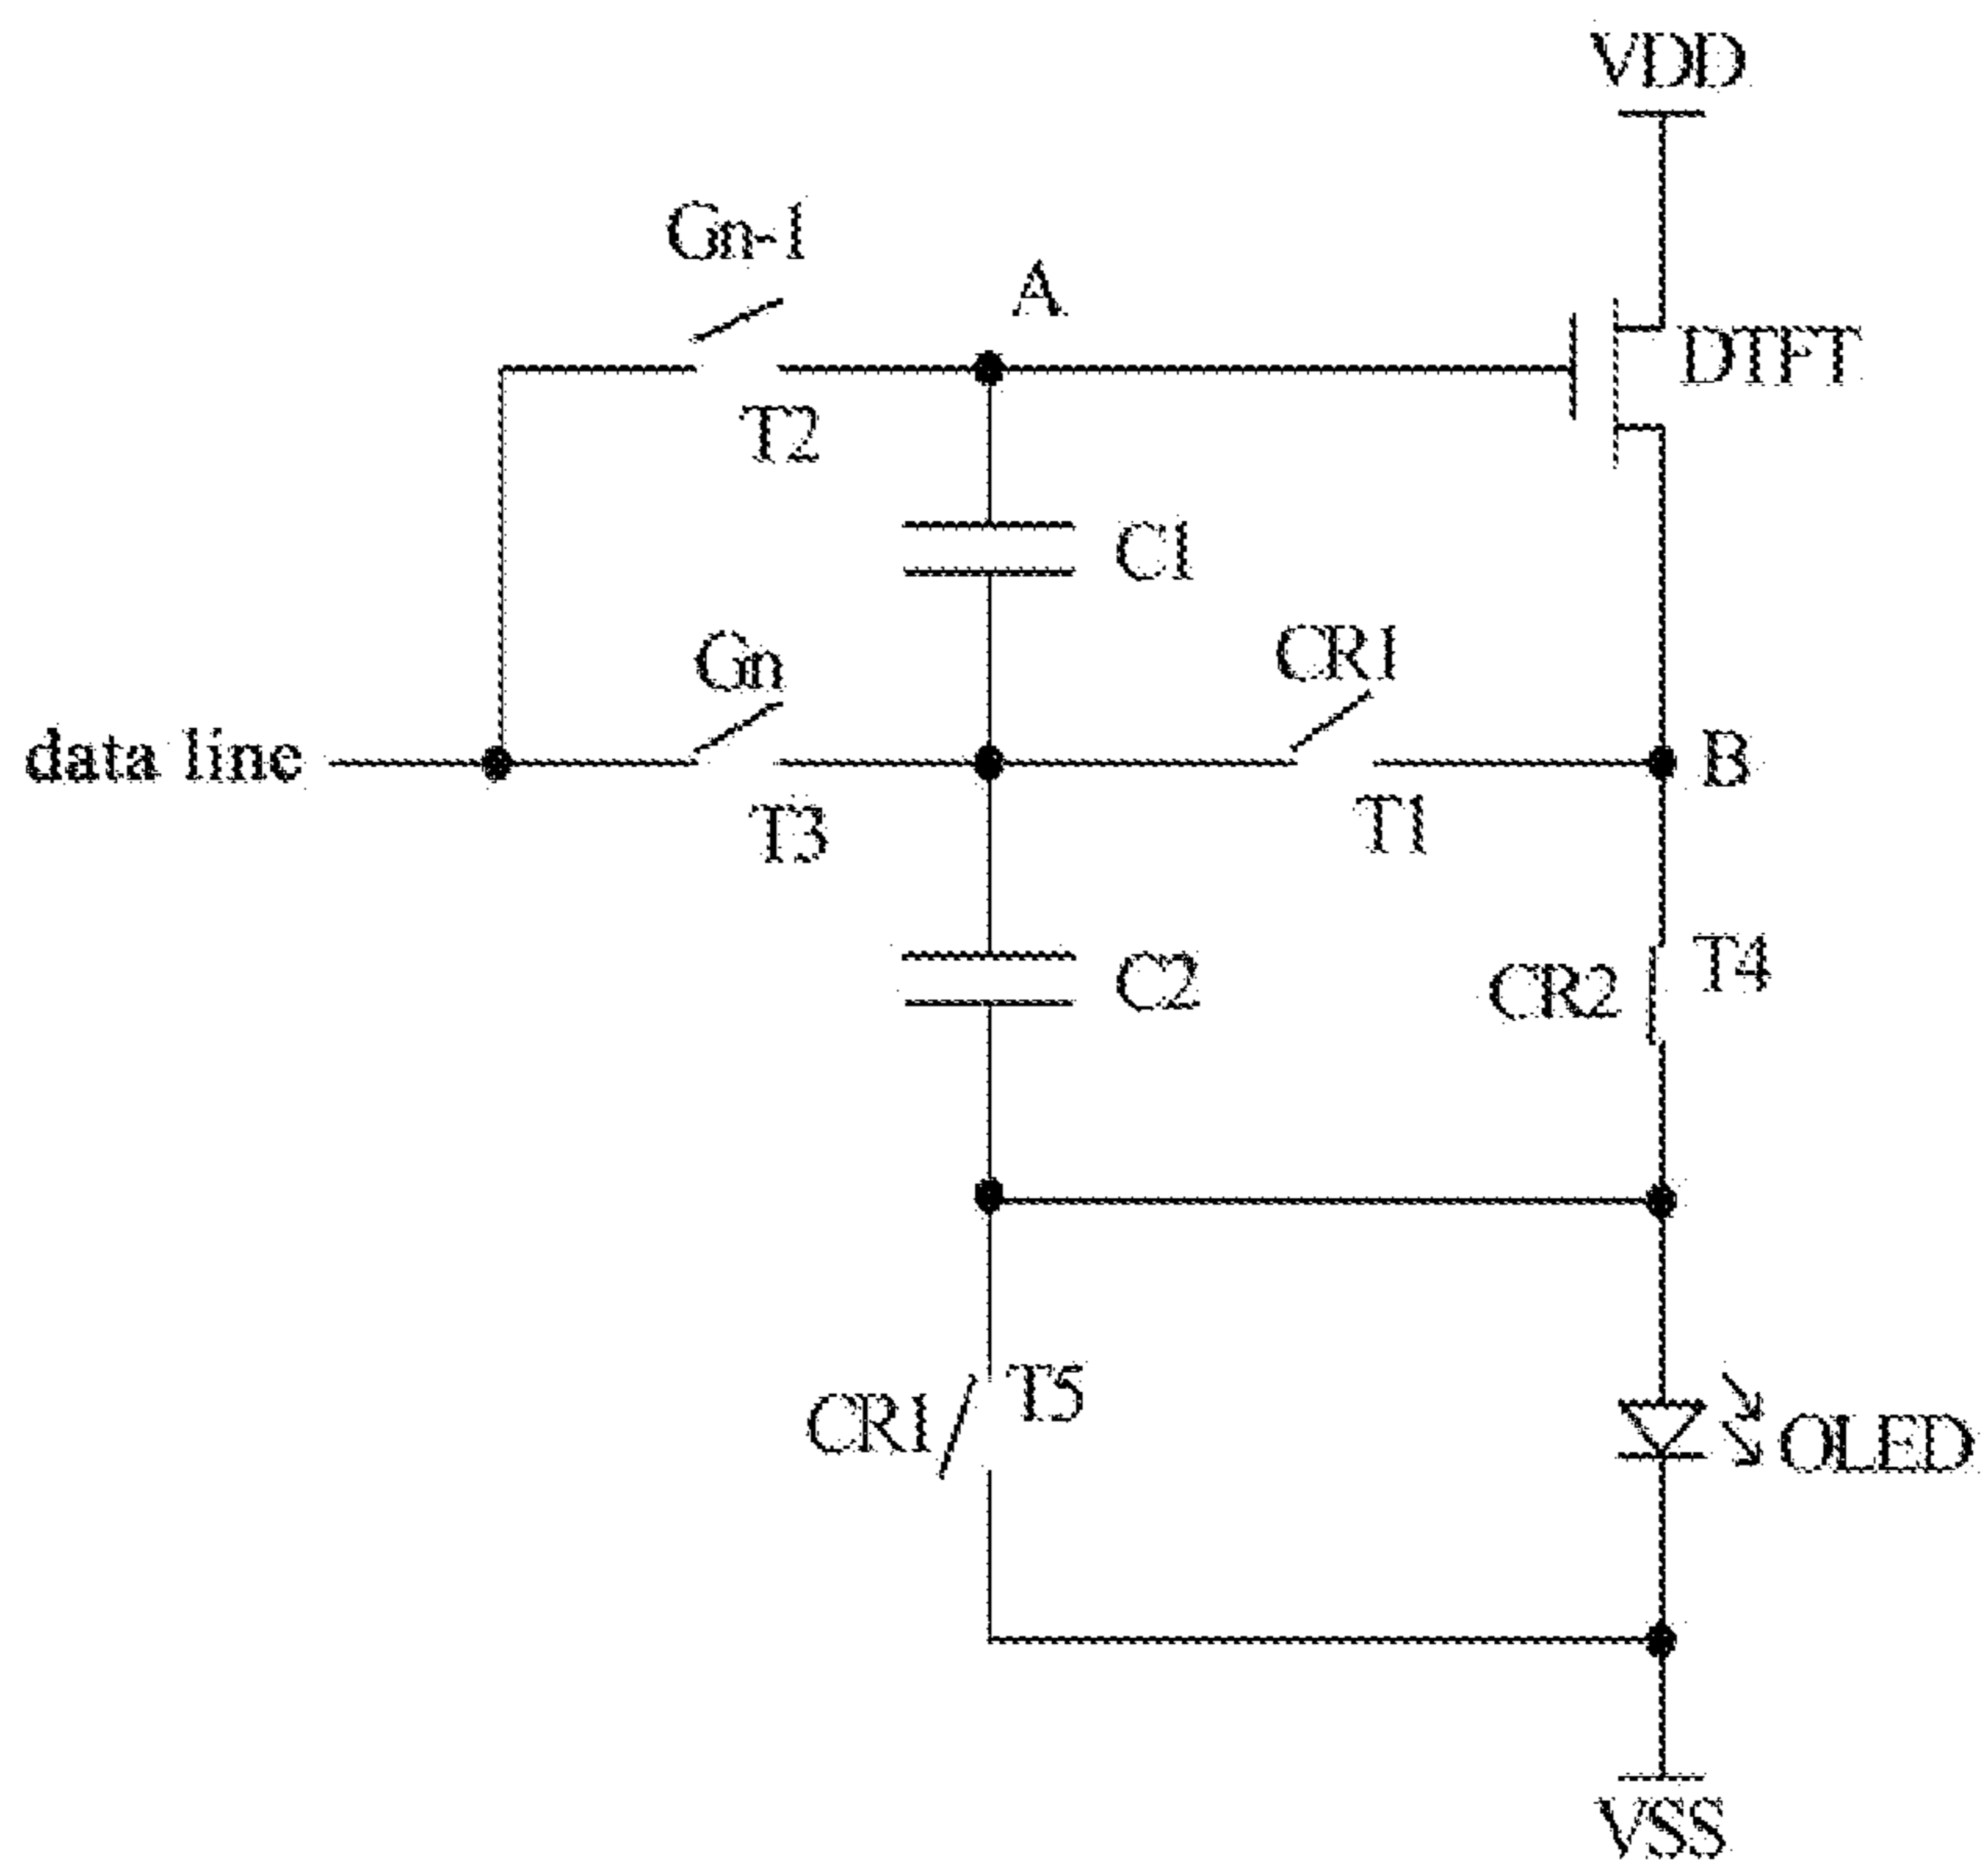 VDD
Gn-1
A
DTFT
T2
C1
Gn
CR1
data line
B
T3
T1
T4
C2
CR2
T5
CR1
OLED
VSS